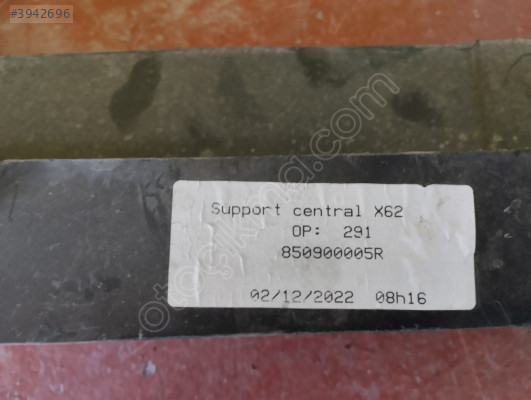 #3942696
Support central X62
OP: 291
850900005R
02/12/2022 08h16